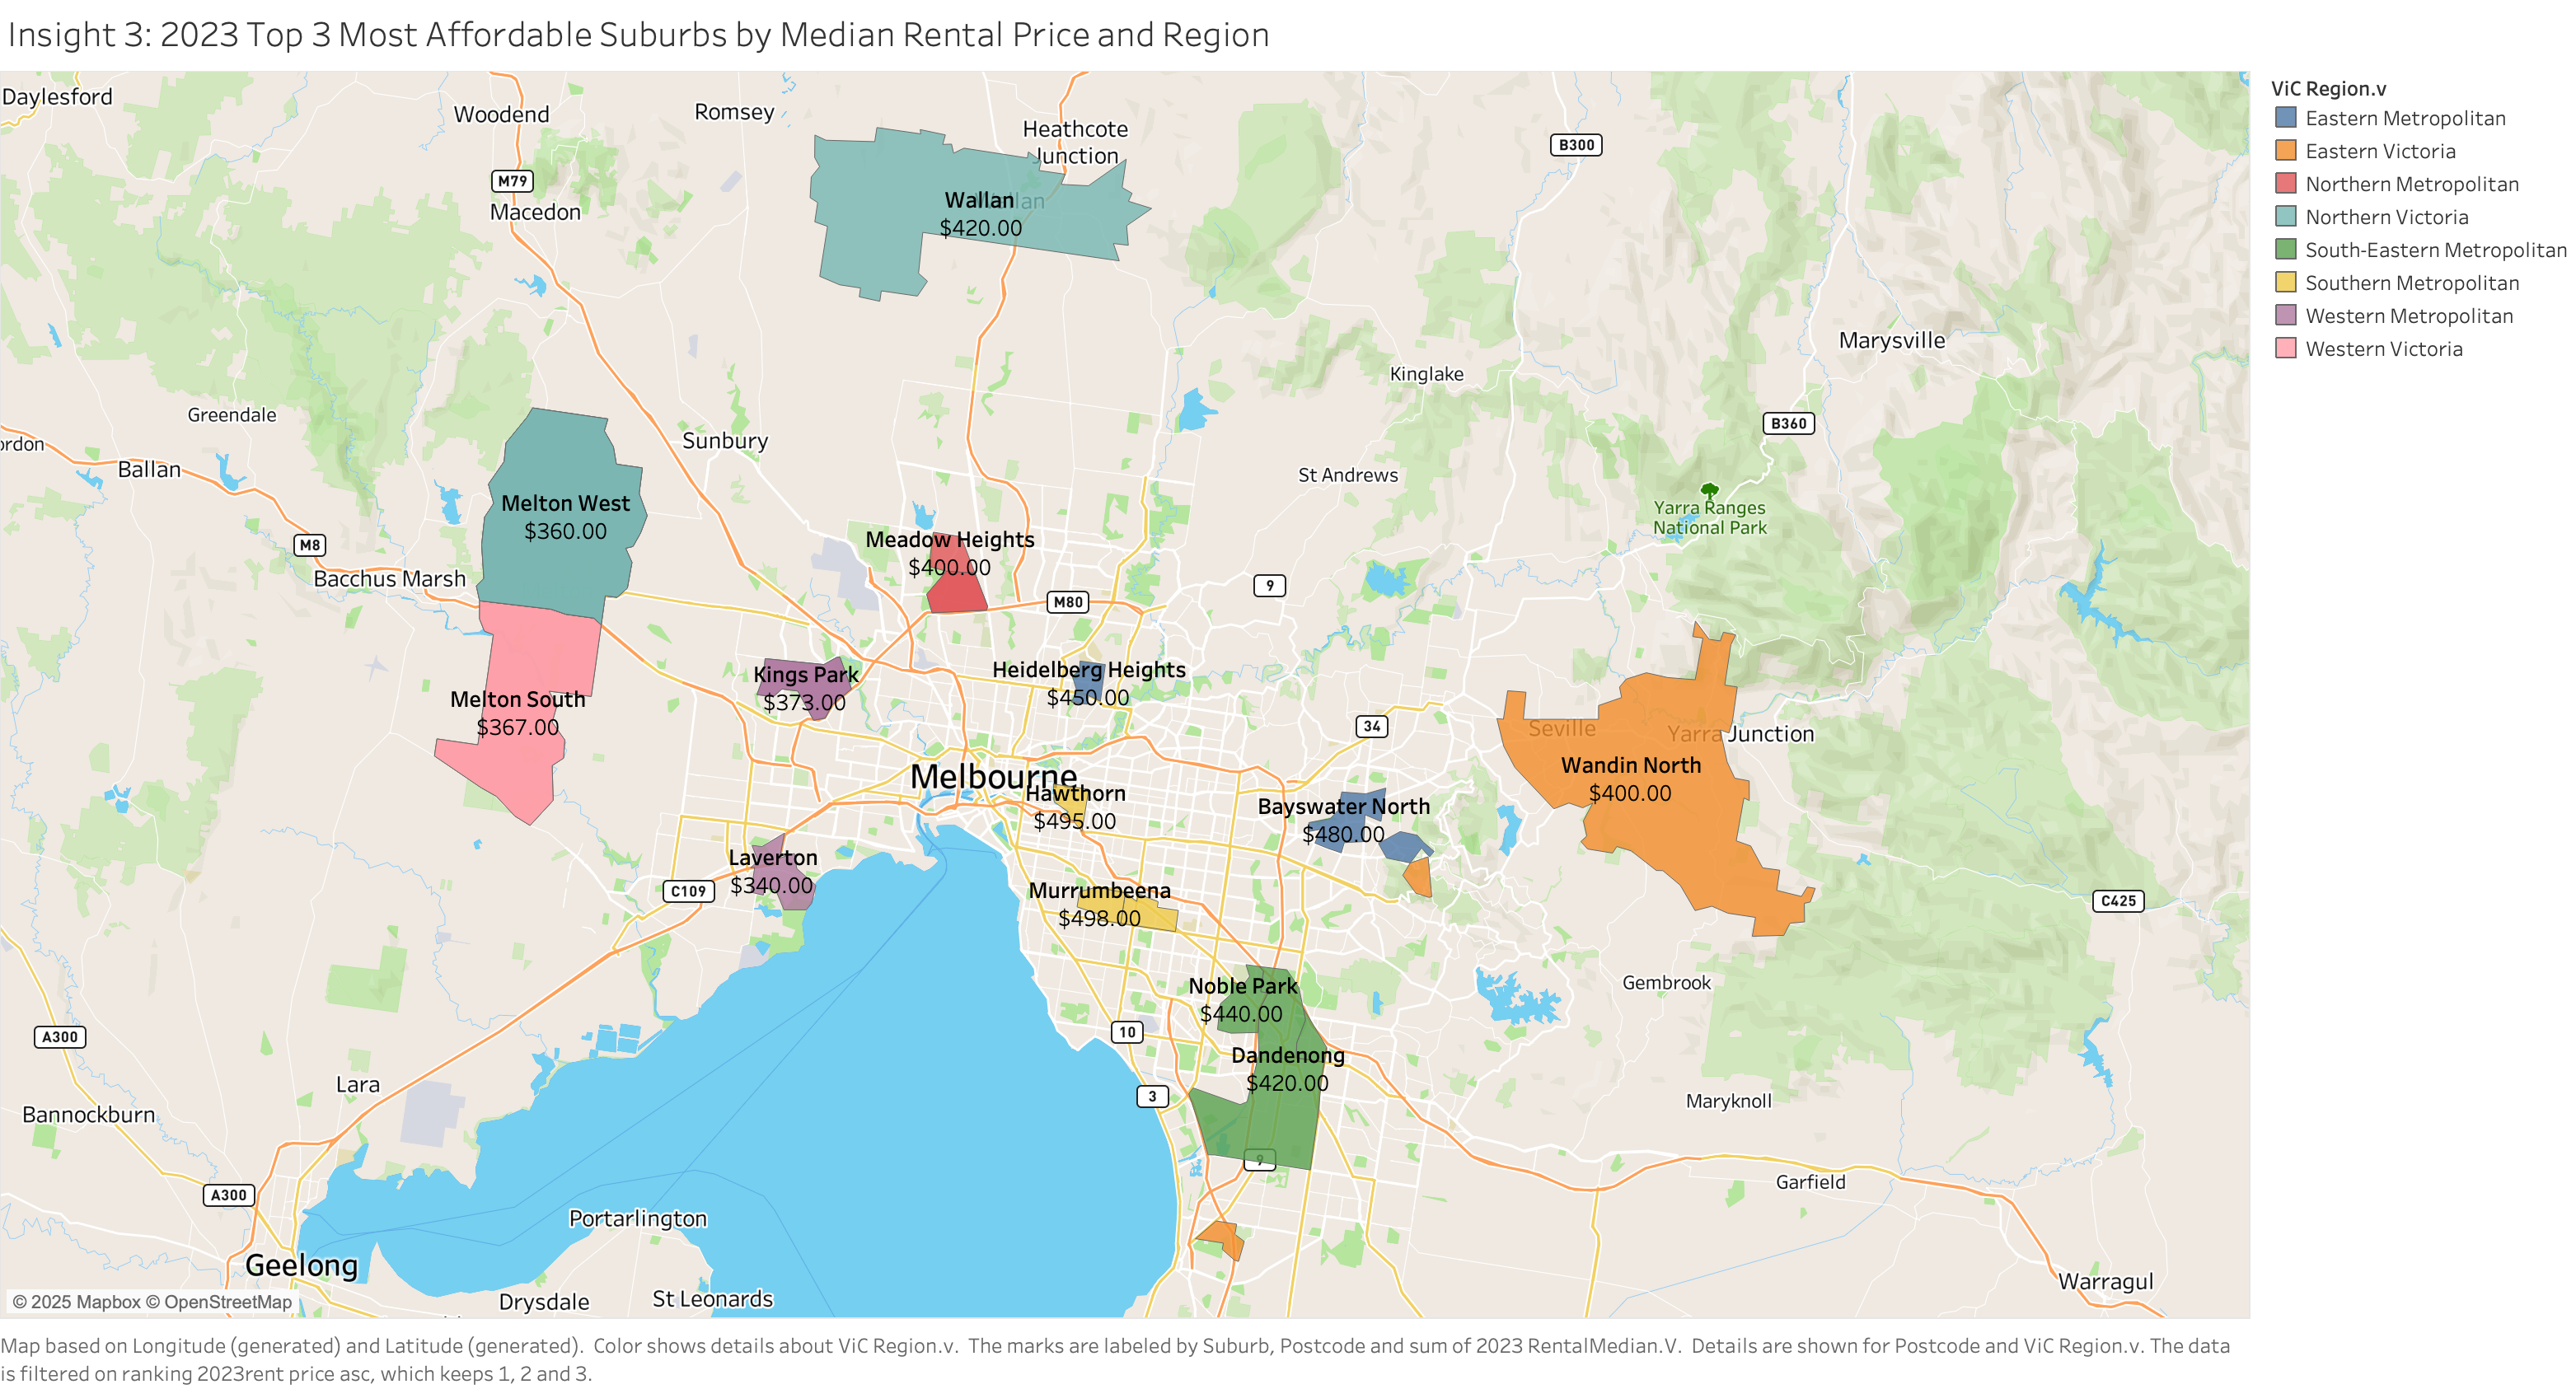 Insight 3: 2023 Top 3 Most Affordable Suburbs by Median Rental Price and Region
ViC Region.v
Eastern Metropolitan
Eastern Victoria
Northern Metropolitan
Northern Victoria
South-Eastern Metropolitan
Southern Metropolitan
Western Metropolitan
Western Victoria
Daylesford
Woodend
Romsey
Heathcote
Junction
B300
M79
Macedon
Wallan
$420.00
Marysville
Kinglake
Greendale
B360
Sunbury
ordon
Ballan
St Andrews
Melton West
$360.00
Yarra Ranges
National Park
M8
Meadow Heights
$400.00
Bacchus Marsh
9
M80
Kings Park
$373.00
Heidelberg Heights
$450.00
Melton South
$367.00
34
Seville
Yarra Junction
Wandin North
$400.00
Melbourne
Hawthorn
$495.00
Bayswater North
$480.00
Laverton
$340.00
C109
Murrumbeena
$498.00
C425
Noble Park
$440.00
Gembrook
A300
10
Dandenong
$420.00
Lara
3
Maryknoll
Bannockburn
9
Garfield
A300
Portarlington
Geelong
Warragul
Drysdale
St Leonards
© 2025 Mapbox © OpenStreetMap
Map based on Longitude (generated) and Latitude (generated). Color shows details about ViC Region.v. The marks are labeled by Suburb, Postcode and sum of 2023 RentalMedian.V. Details are shown for Postcode and ViC Region.v. The data
is filtered on ranking 2023rent price asc, which keeps 1, 2 and 3.